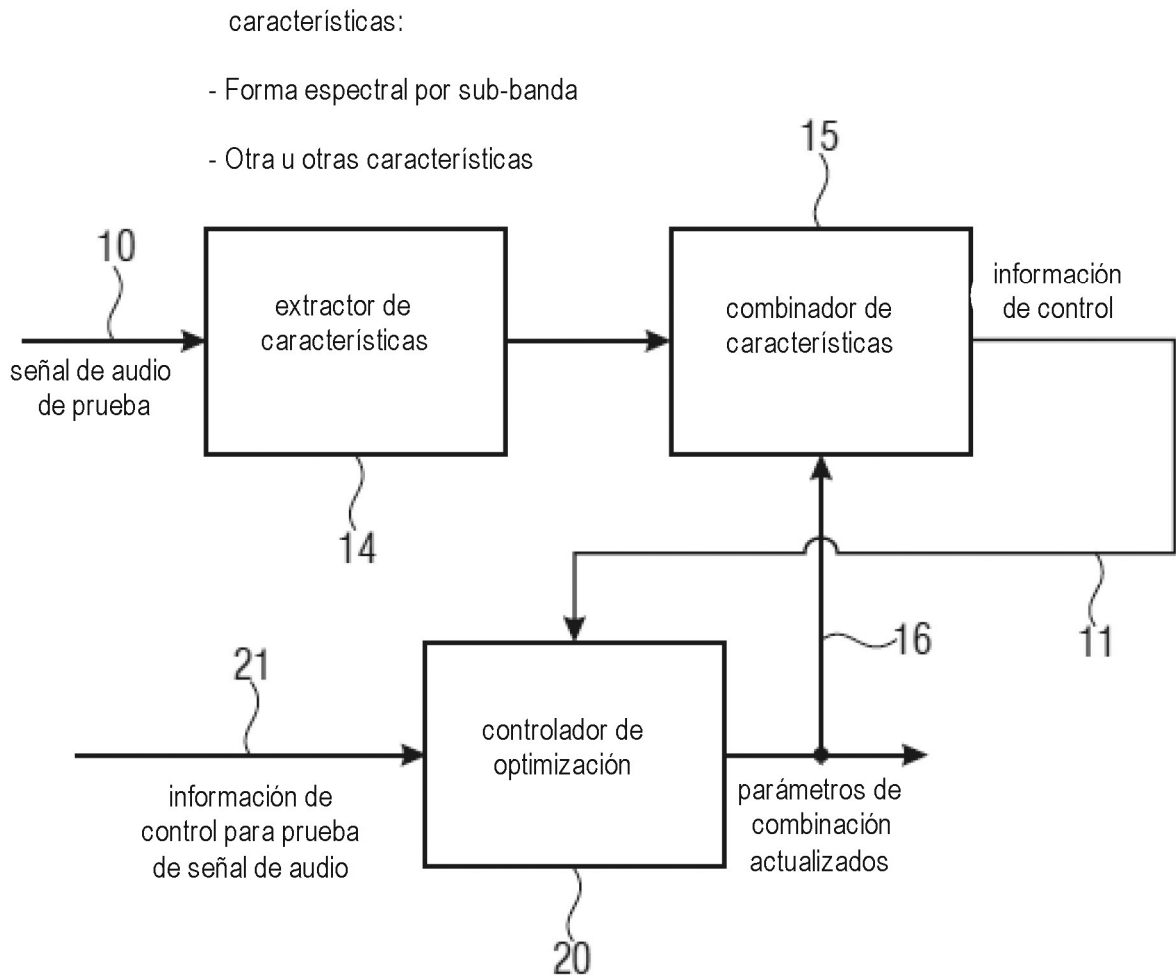 características:
- Forma espectral por sub-banda
- Otra u otras características
15
10
extractor de
características
combinador de
características
información
de control
señal de audio
de prueba
14
16
11
21
controlador de
optimización
información de
control para prueba
de señal de audio
parámetros de
combinación
actualizados
20